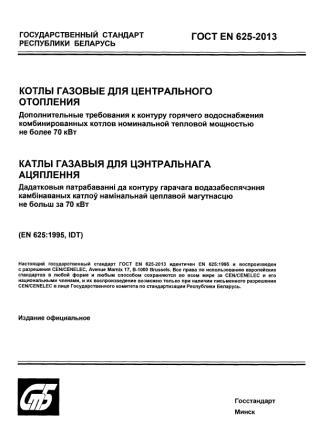 ГОСУДАРСТВЕННЫЙ СТАНДАРТ
РЕСПУБЛИКИ БЕЛАРУСЬ
ГОСТ EN 625-2013
КОТЛЫ ГАЗОВЫЕ ДЛЯ ЦЕНТРАЛЬНОГО
ОТОПЛЕНИЯ
Дополнительные требования к контуру горячего водоснабжения
комбинированных котлов номинальной тепловой мощностью
не более 70 кВт
КАТЛЫ ГАЗАВЫЯ ДЛЯ ЦЭНТРАЛЬНАГА
АЦЯПЛЕННЯ
Дадатковыя патрабаванні да контуру гарачага водазабеспячэння
камбінаваных катлоў намінальнай цеплавой магутнасцю
не больш за 70 кВт
(EN 625:1995, IDT)
Настоящий государственный стандарт ГОСТ EN 625-2013 идентичен EN 625:1995 и воспроизведен
с разрешения CEN/CENELEC, Avenue Marnix 17, B-1000 Brussels. Все права по использованию европейских
стандартов в любой форме и любым способом сохраняются во всем мире за CEN/CENELEC и его
национальными членами, и их воспроизведение возможно только при наличии письменного разрешения
CEN/CENELEC в лице Государственного комитета по стандартизации Республики Беларусь.
Издание официальное
СТБ
Госстандарт
Минск